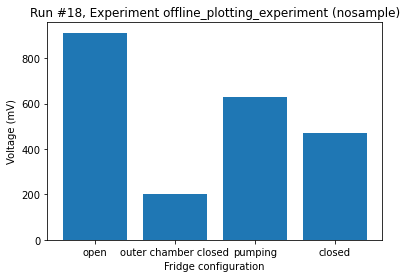 Run #18, Experiment offline_plotting_experiment (nosample)
Voltage (mV)
800
600
400
200
0
open
outer chamber closed
pumping
closed
Fridge configuration